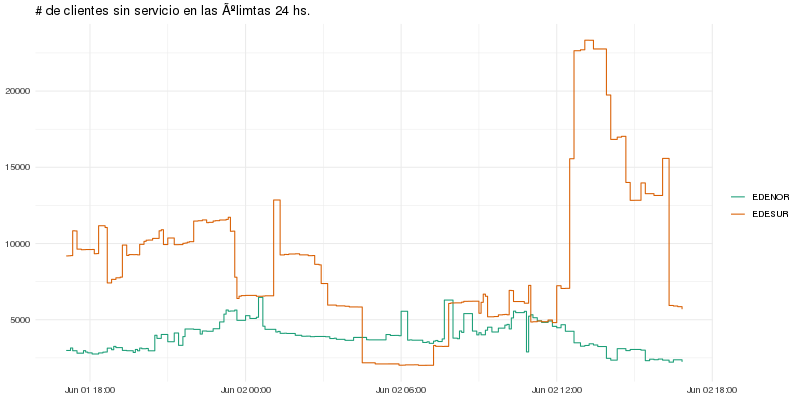 # de clientes sin servicio en las Ãºlimtas 24 hs.
20000
15000
10000
5000
EDENOR
EDESUR
Jun 01 18:00
Jun 02 00:00
Jun 02 06:00
Jun 02 12:00
Jun 02 18:00